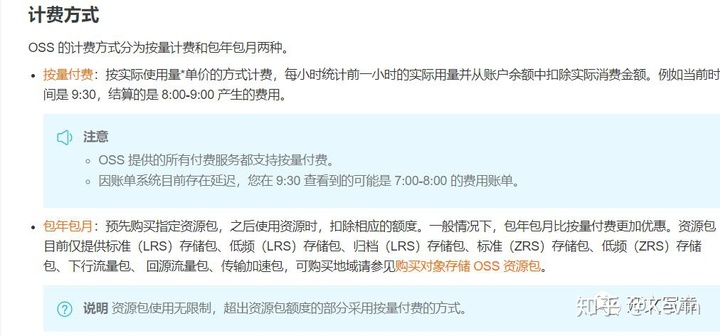 计费方式
OSS 的计费方式分为按量计费和包年包月两种。
• 按量付费：按实际使用量*单价的方式计费，每小时统计前一小时的实际用量并从账户余额中扣除实际消费金额。例如当前时
间是 9:30，结算的是 8:00-9:00 产生的费用。
注意
◦ OSS 提供的所有付费服务都支持按量付费。
◦ 因账单系统目前存在延迟，您在 9:30 查看到的可能是 7:00-8:00 的费用账单。
• 包年包月：预先购买指定资源包，之后使用资源时，扣除相应的额度。一般情况下，包年包月比按量付费更加优惠。资源包
目前仅提供标准（LRS）存储包、低频（LRS）存储包、归档（LRS）存储包、标准（ZRS）存储包、低频（ZRS）存储
包、下行流量包、 回源流量包、传输加速包，可购买地域请参见购买对象存储 OSS 资源包。
说明 资源包使用无限制，超出资源包额度的部分采用按量付费的方式。
知乎